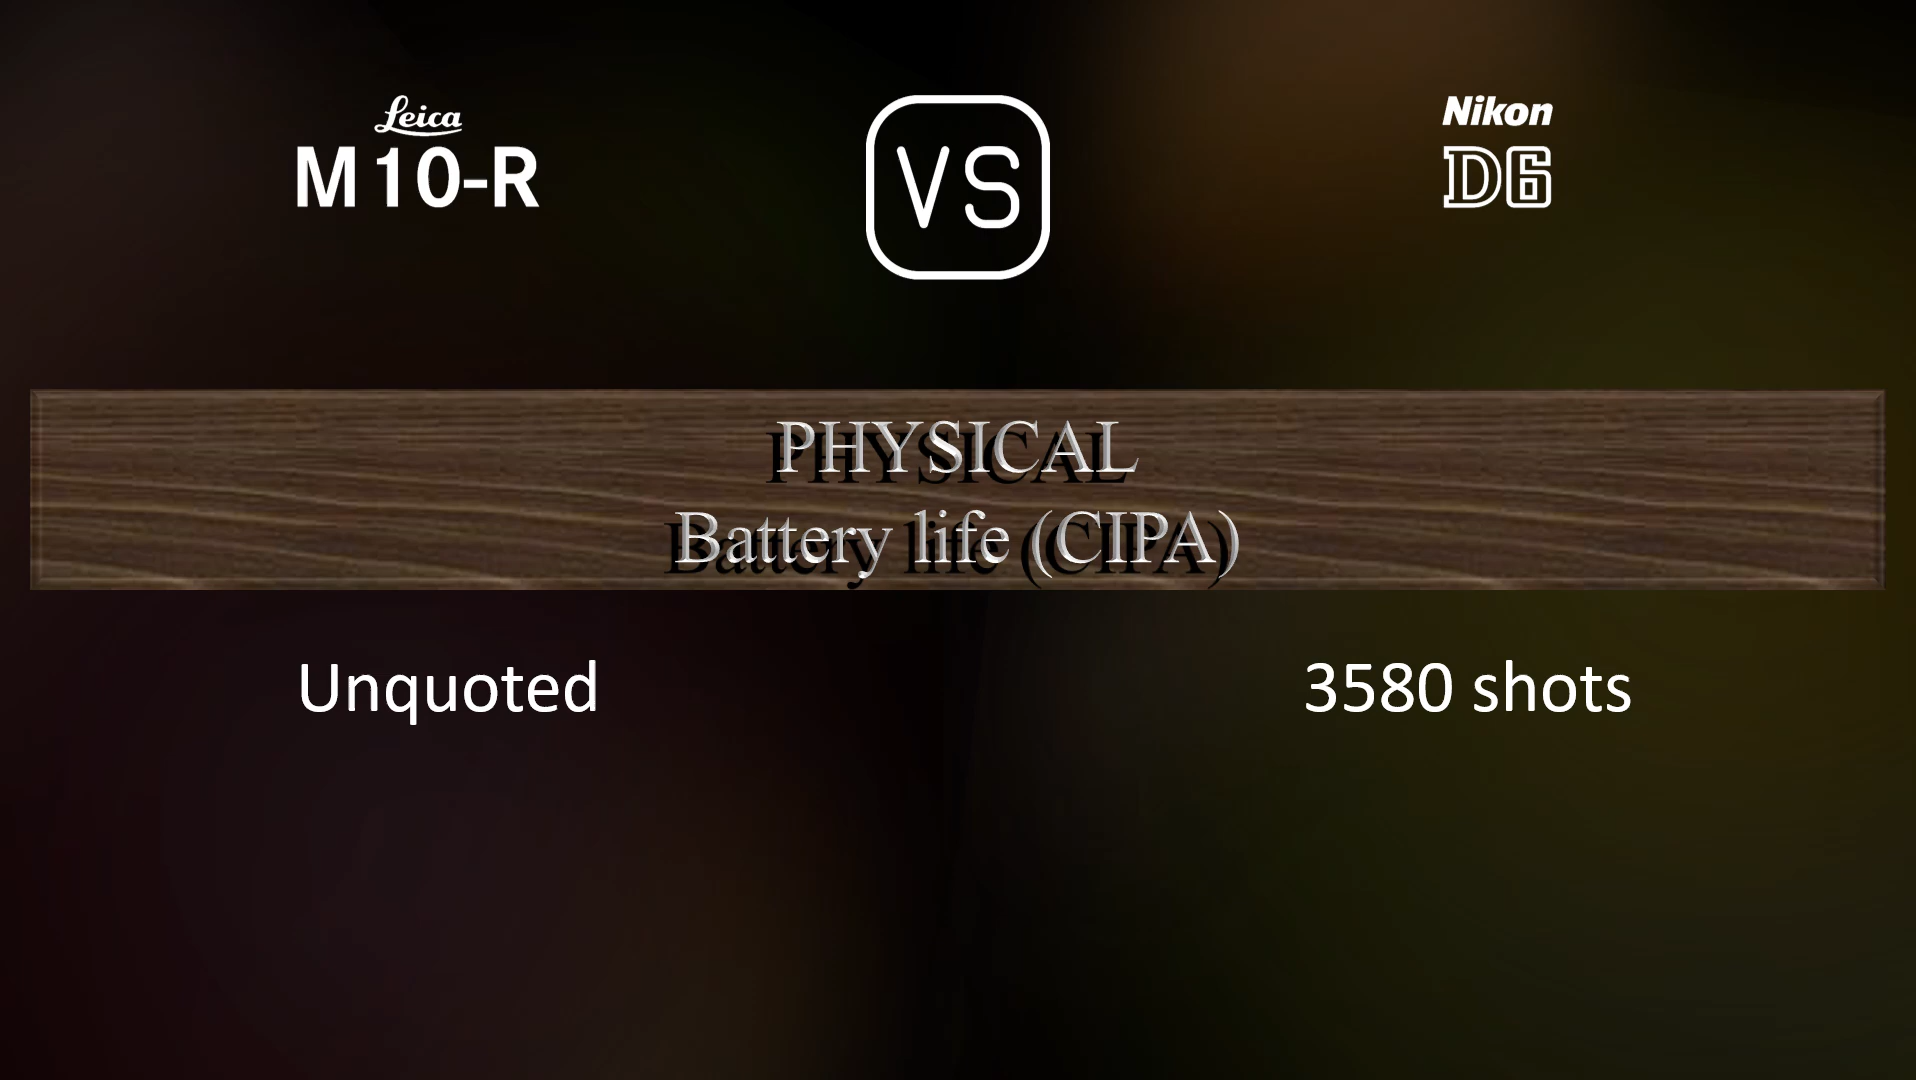 Leica
M10-R
VS
Nikon
D6
PHYSICAL
Battery life (CIPA)
Unquoted
3580 shots